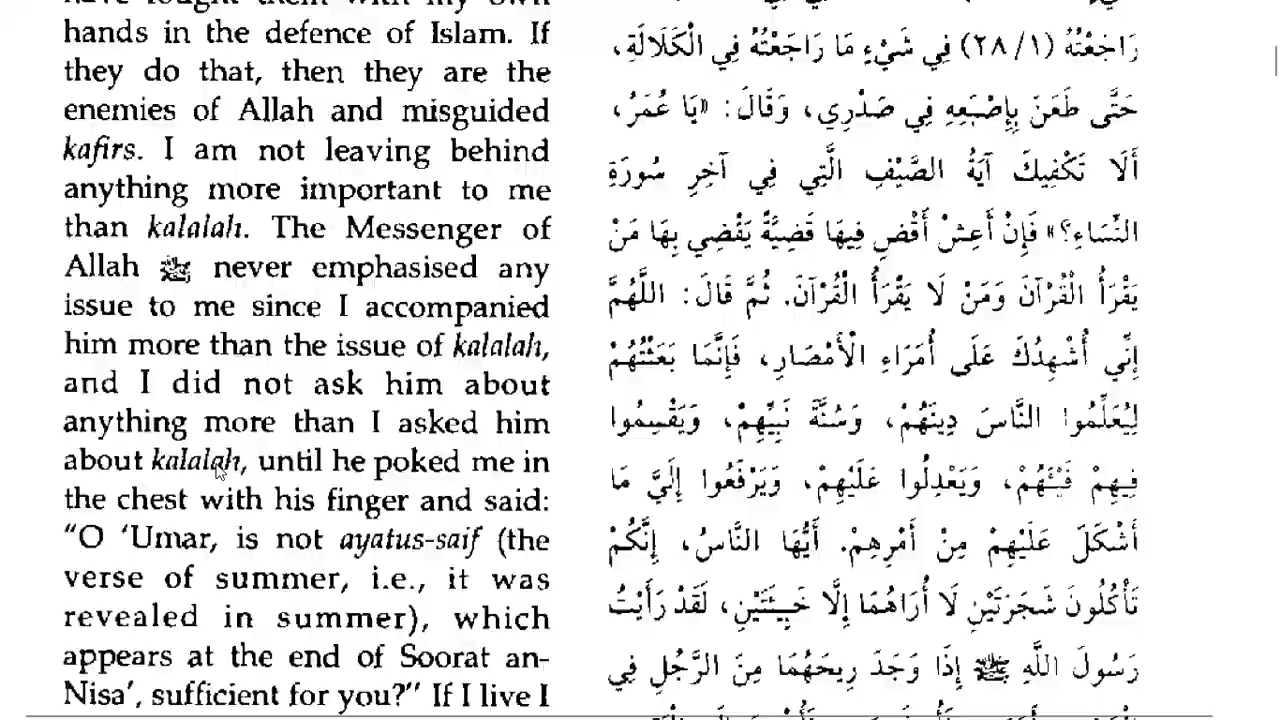 have fought them with my own
hands in the defence of Islam. If
they do that, then they are the
enemies of Allah and misguided
kafirs. I am not leaving behind
anything more important to me
than kalalah. The Messenger of
Allah ﷺ never emphasised any
issue to me since I accompanied
him more than the issue of kalalah,
and I did not ask him about
anything more than I asked him
about kalalah, until he poked me in
the chest with his finger and said:
"O 'Umar, is not ayatus-saif (the
verse of summer, i.e., it was
revealed in summer), which
appears at the end of Soorat an-
Nisa', sufficient for you?" If I live I
رَاجَعْتُهُ (٢٨/١) فِي شَيْءٍ مَا رَاجَعْتُهُ فِي الْكَلَالَةِ،
حَتَّى طَعَنَ بِإِصْبَعِهِ فِي صَدْرِي، وَقَالَ: «يَا عُمَرُ،
أَلَا تَكْفِيكَ آيَةُ الصَّيْفِ الَّتِي فِي آخِرِ سُورَةِ
النِّسَاءِ؟» فَإِنْ أَعِشْ أَقْضِ فِيهَا قَضِيَّةً يَقْضِي بِهَا مَنْ
يَقْرَأُ الْقُرْآنَ وَمَنْ لَا يَقْرَأُ الْقُرْآنَ. ثُمَّ قَالَ: اللَّهُمَّ
إِنِّي أُشْهِدُكَ عَلَى أُمَرَاءِ الْأَمْصَارِ، فَإِنَّمَا بَعَثْتُهُمْ
لِيُعَلِّمُوا النَّاسَ دِينَهُمْ، وَسُنَّةَ نَبِيِّهِمْ، وَيَقْسِمُوا
فِيهِمْ فَيْئَهُمْ، وَيَعْدِلُوا عَلَيْهِمْ، وَيَرْفَعُوا إِلَيَّ مَا
أَشْكَلَ عَلَيْهِمْ مِنْ أَمْرِهِمْ. أَيُّهَا النَّاسُ، إِنَّكُمْ
تَأْكُلُونَ شَجَرَتَيْنِ لَا أُرَاهُمَا إِلَّا خَبِيثَتَيْنِ، لَقَدْ رَأَيْتُ
رَسُولَ اللَّهِ ﷺ إِذَا وَجَدَ رِيحَهُمَا مِنَ الرَّجُلِ فِي